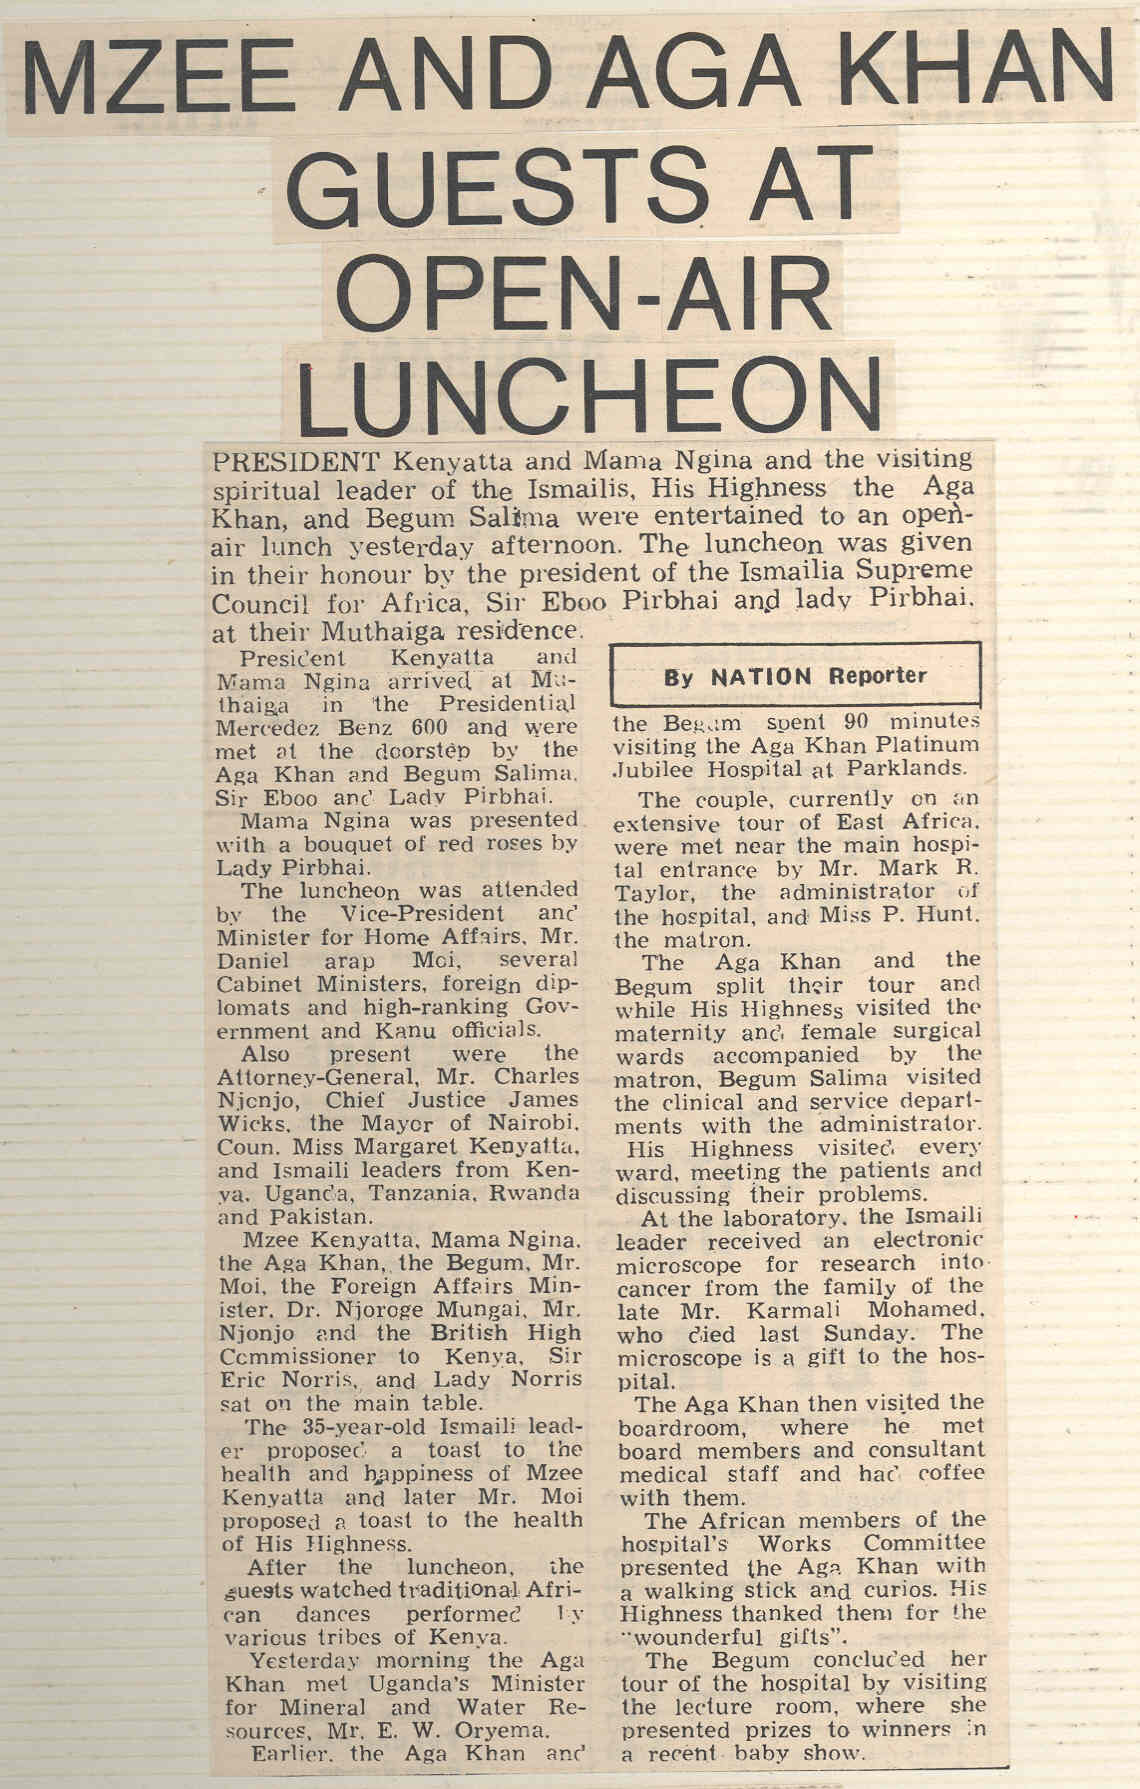 MZEE AND AGA KHAN
GUESTS AT
OPEN-AIR
LUNCHEON
PRESIDENT Kenyatta and Mama Ngina and the visiting
spiritual leader of the Ismailis, His Highness the Aga
Khan, and Begum Salima were entertained to an open-
air lunch yesterday afternoon. The luncheon was given
in their honour by the president of the Ismailia Supreme
Council for Africa, Sir Eboo Pirbhai and lady Pirbhai.
at their Muthaiga residence.
President Kenyatta and
Mama Ngina arrived at Mu-
thaiga in the Presidential
Mercedez Benz 600 and were
met at the doorstep by the
Aga Khan and Begum Salima.
Sir Eboo and Lady Pirbhai.
Mama Ngina was presented
with a bouquet of red roses by
Lady Pirbhai.
The luncheon was attended
by the Vice-President and
Minister for Home Affairs, Mr.
Daniel arap Moi, several
Cabinet Ministers, foreign dip-
lomats and high-ranking Gov-
ernment and Kanu officials.
Also present were the
Attorney-General, Mr. Charles
Njonjo, Chief Justice James
Wicks, the Mayor of Nairobi,
Coun. Miss Margaret Kenyatta,
and Ismaili leaders from Ken-
ya, Uganda, Tanzania, Rwanda
and Pakistan.
Mzee Kenyatta, Mama Ngina,
the Aga Khan, the Begum, Mr.
Moi, the Foreign Affairs Min-
ister, Dr. Njoroge Mungai, Mr.
Njonjo and the British High
Commissioner to Kenya, Sir
Eric Norris, and Lady Norris
sat on the main table.
The 35-year-old Ismaili lead-
er proposed a toast to the
health and happiness of Mzee
Kenyatta and later Mr. Moi
proposed a toast to the health
of His Highness.
After the luncheon, the
guests watched traditional Afri-
can dances performed by
various tribes of Kenya.
Yesterday morning the Aga
Khan met Uganda's Minister
for Mineral and Water Re-
sources, Mr. E. W. Oryema.
Earlier, the Aga Khan and
By NATION Reporter
the Begum spent 90 minutes
visiting the Aga Khan Platinum
Jubilee Hospital at Parklands.
The couple, currently on an
extensive tour of East Africa,
were met near the main hospi-
tal entrance by Mr. Mark R.
Taylor, the administrator of
the hospital, and Miss P. Hunt,
the matron.
The Aga Khan and the
Begum split their tour and
while His Highness visited the
maternity and female surgical
wards accompanied by the
matron, Begum Salima visited
the clinical and service depart-
ments with the administrator.
His Highness visited every
ward, meeting the patients and
discussing their problems.
At the laboratory, the Ismaili
leader received an electronic
microscope for research into
cancer from the family of the
late Mr. Karmali Mohamed,
who died last Sunday. The
microscope is a gift to the hos-
pital.
The Aga Khan then visited the
boardroom, where he met
board members and consultant
medical staff and had coffee
with them.
The African members of the
hospital's Works Committee
presented the Aga Khan with
a walking stick and curios. His
Highness thanked them for the
"wounderful gifts".
The Begum concluded her
tour of the hospital by visiting
the lecture room, where she
presented prizes to winners in
a recent baby show.